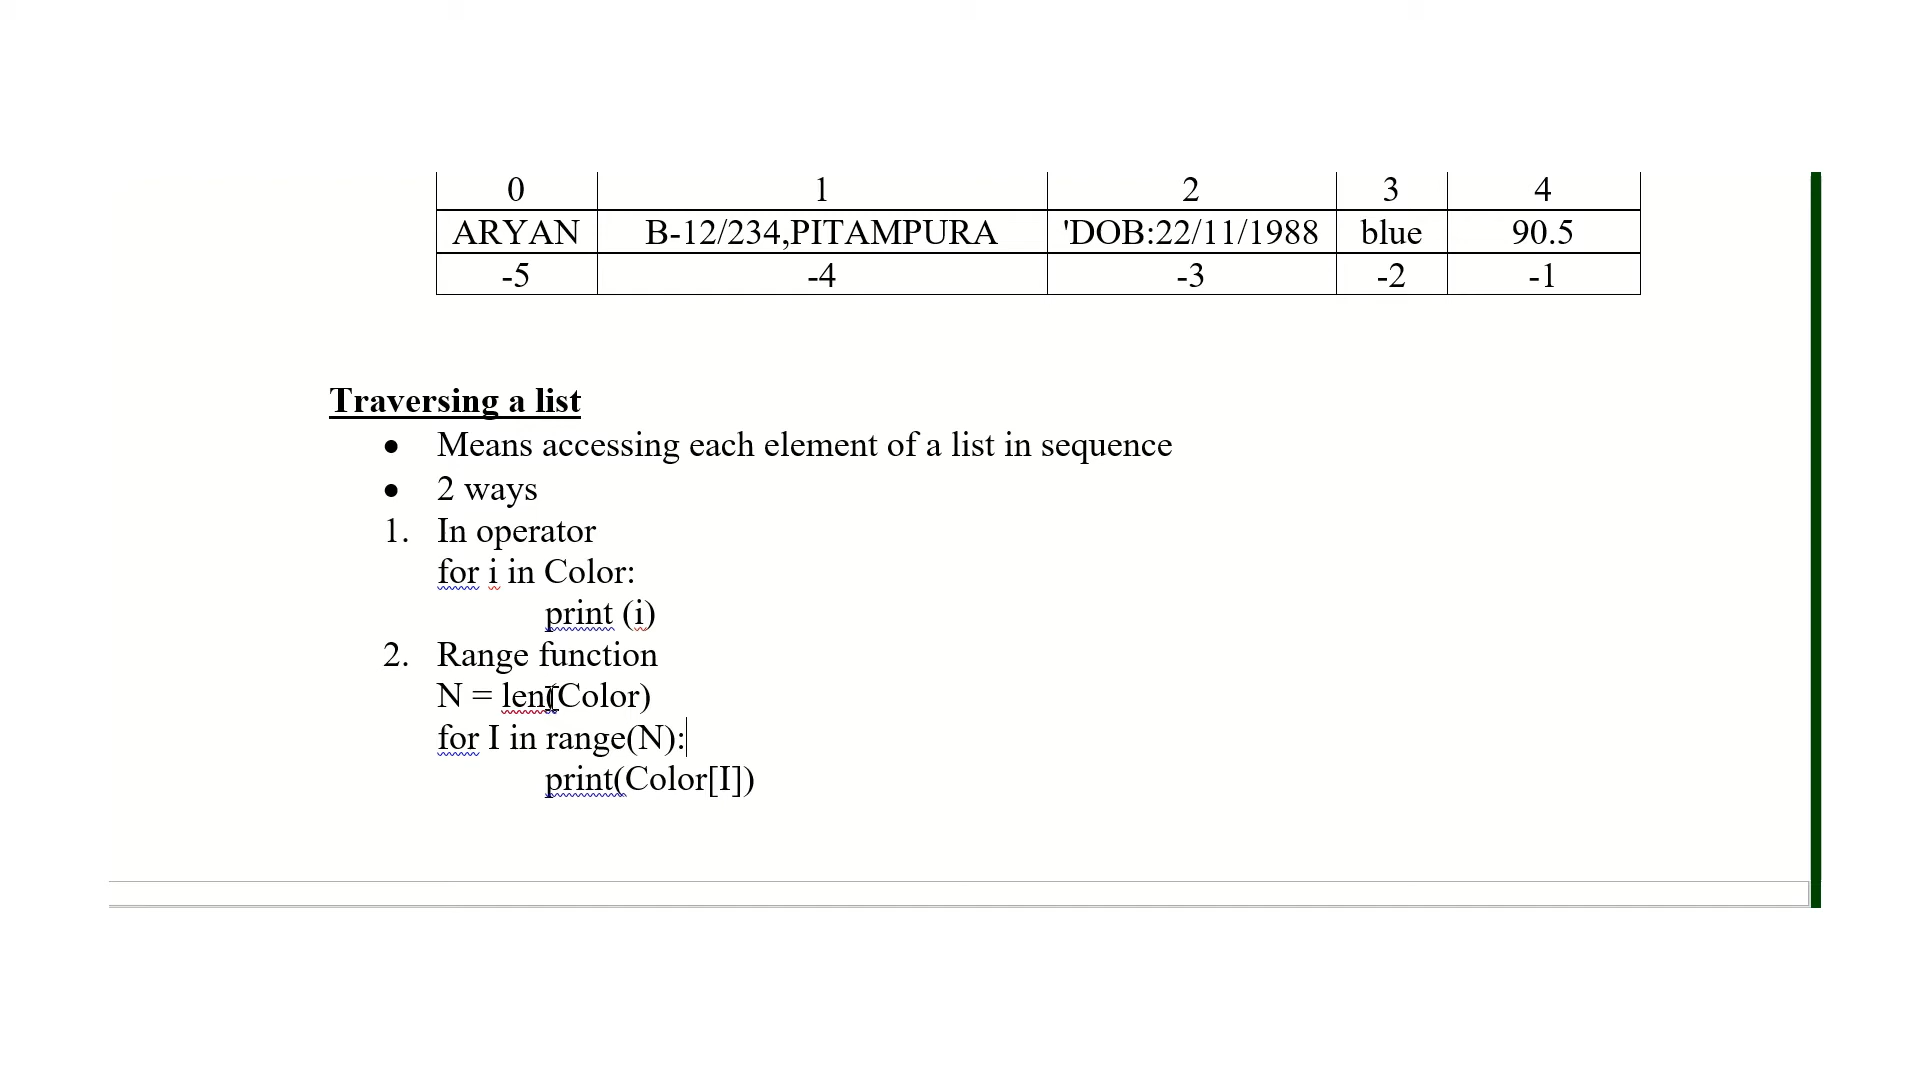 0 1 2 3 4
ARYAN B-12/234,PITAMPURA 'DOB:22/11/1988 blue 90.5
-5 -4 -3 -2 -1
Traversing a list
• Means accessing each element of a list in sequence
• 2 ways
1. In operator
for i in Color:
print (i)
2. Range function
N = len(Color)
for I in range(N):
print(Color[I])